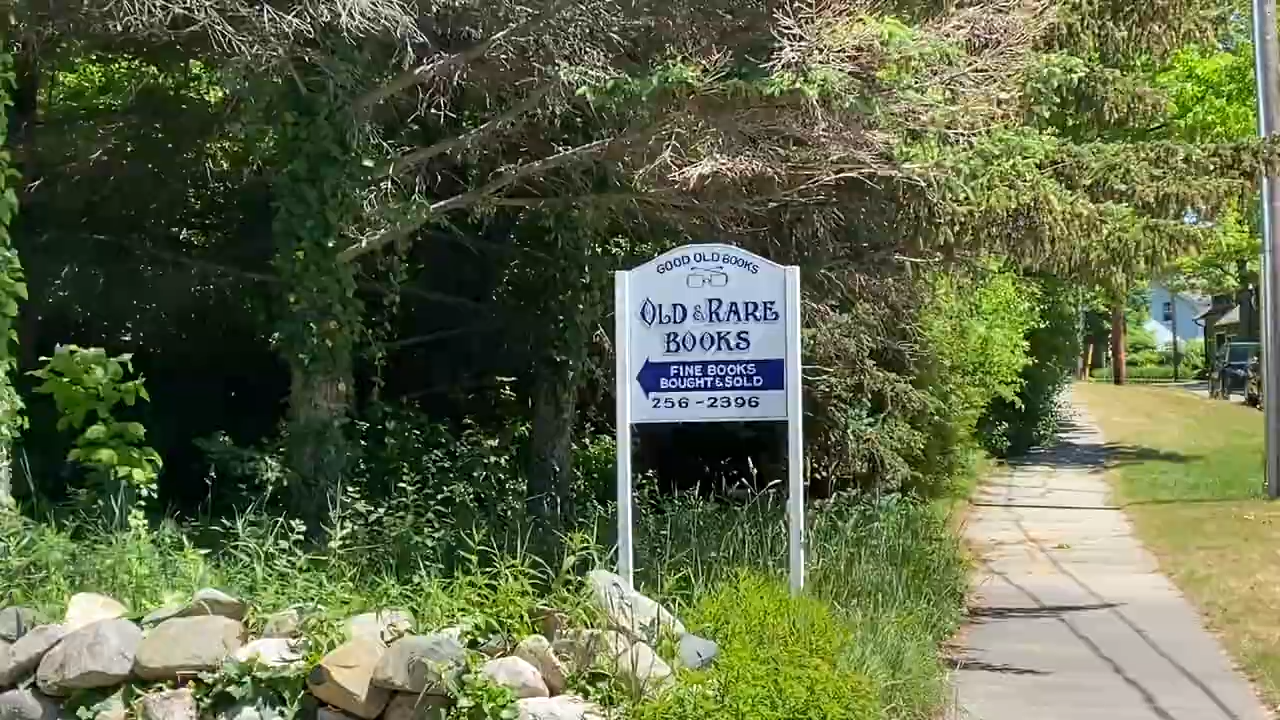 GOOD OLD BOOKS
OLD & RARE
BOOKS
FINE BOOKS
BOUGHT & SOLD
256-2396